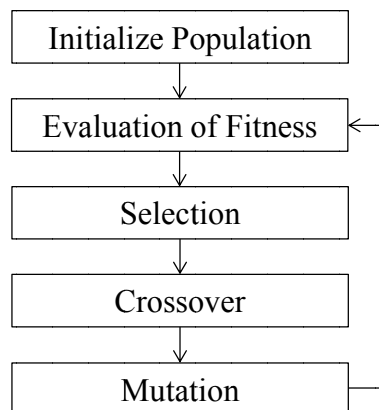 Initialize Population
Evaluation of Fitness
Selection
Crossover
Mutation